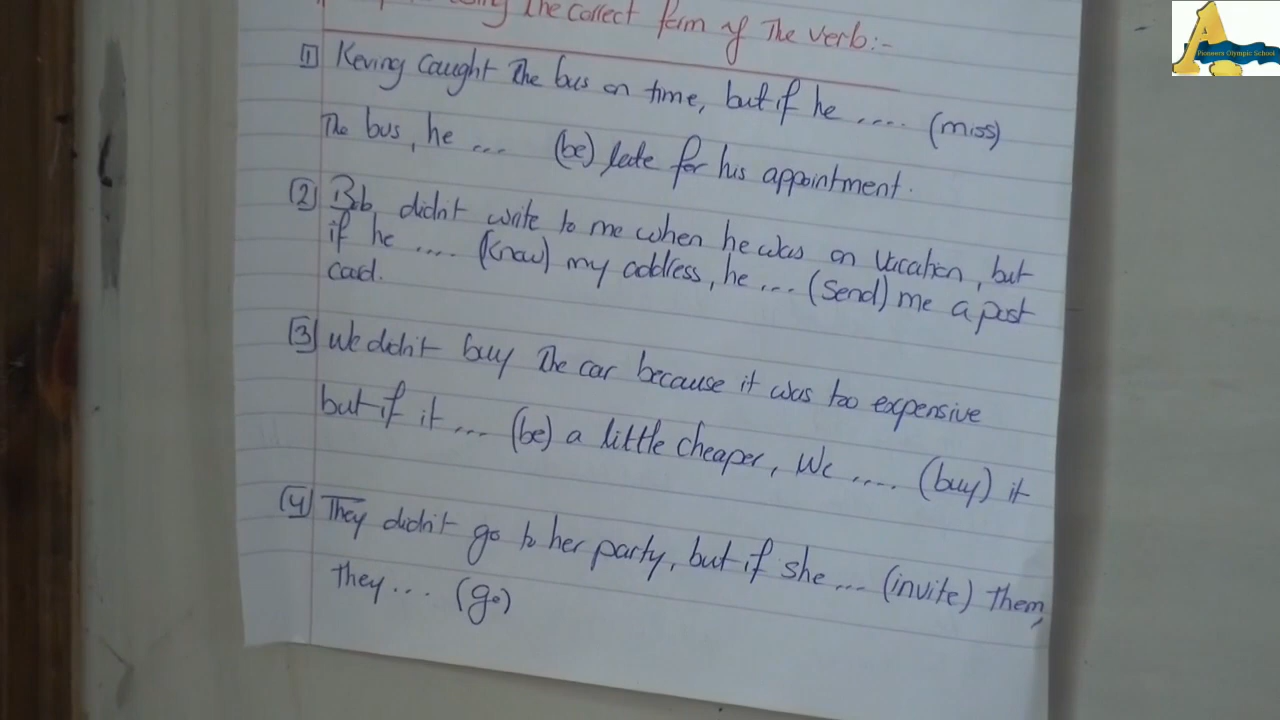 the correct form of The verb:-
(1) Keving caught The bus on time, but if he .... (miss)
The bus, he ... (be) late for his appointment.
(2) Bob didn't write to me when he was on vacation, but
if he .... (know) my address, he ... (send) me a post
card.
(3) We didn't buy The car because it was too expensive
but if it ... (be) a little cheaper, We .... (buy) it
(4) They didn't go to her party, but if she ... (invite) them,
they... (go)
Pioneers Olympic School